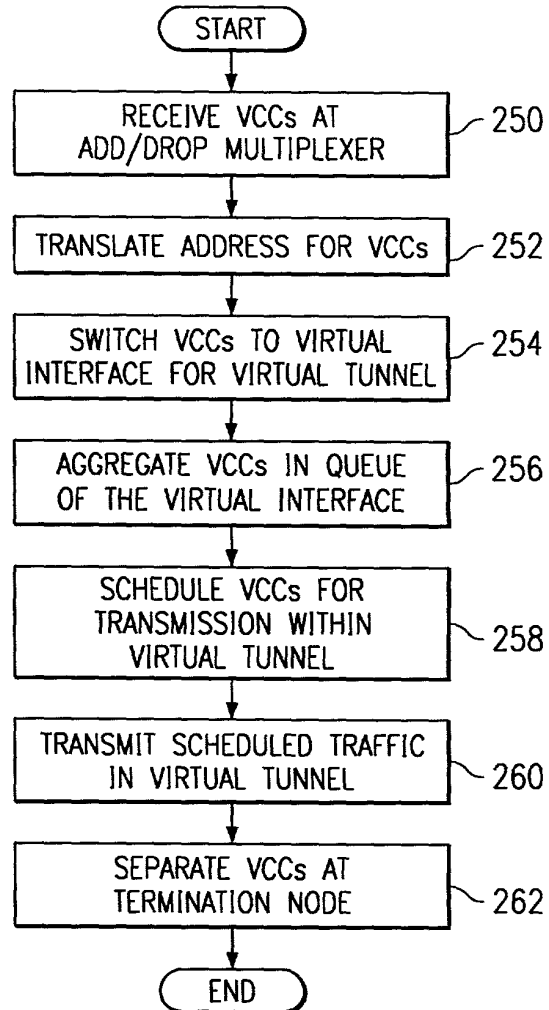 START
RECEIVE VCCs AT
ADD/DROP MULTIPLEXER
250
TRANSLATE ADDRESS FOR VCCs
252
SWITCH VCCs TO VIRTUAL
INTERFACE FOR VIRTUAL TUNNEL
254
AGGREGATE VCCs IN QUEUE
OF THE VIRTUAL INTERFACE
256
SCHEDULE VCCs FOR
TRANSMISSION WITHIN
VIRTUAL TUNNEL
258
TRANSMIT SCHEDULED TRAFFIC
IN VIRTUAL TUNNEL
260
SEPARATE VCCs AT
TERMINATION NODE
262
END